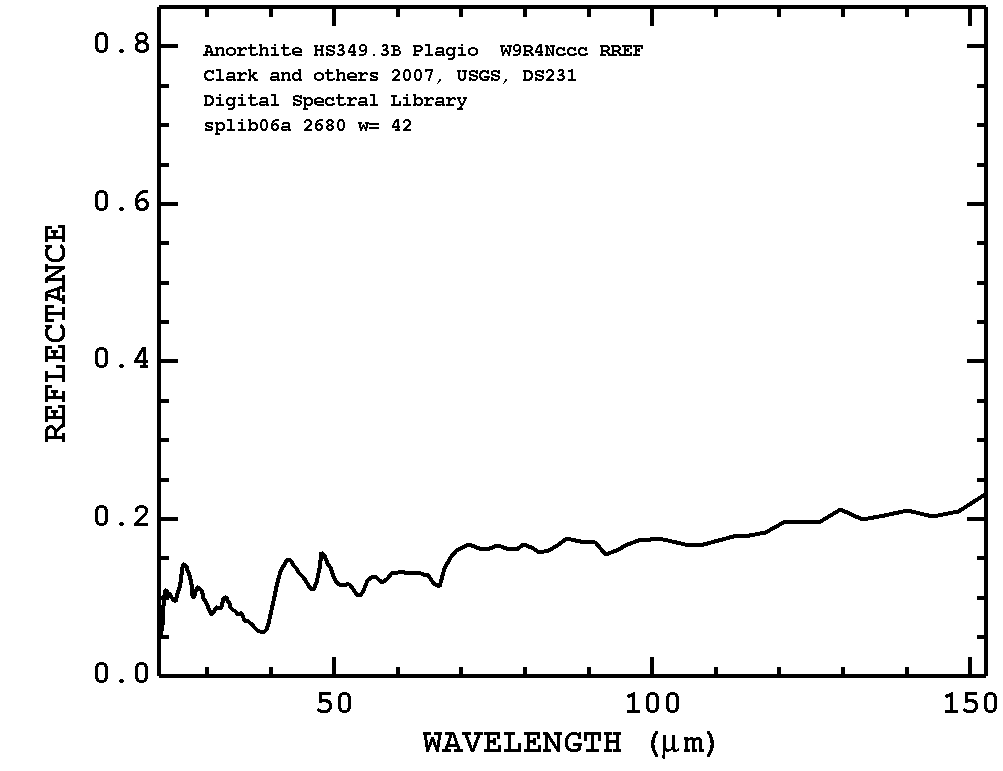 0.8
Anorthite HS349.3B Plagio  W9R4Nccc RREF
Clark and others 2007, USGS, DS231
Digital Spectral Library
splib06a 2680 w= 42
0.6
REFLECTANCE
0.4
0.2
0.0
50 100 150
WAVELENGTH (μm)